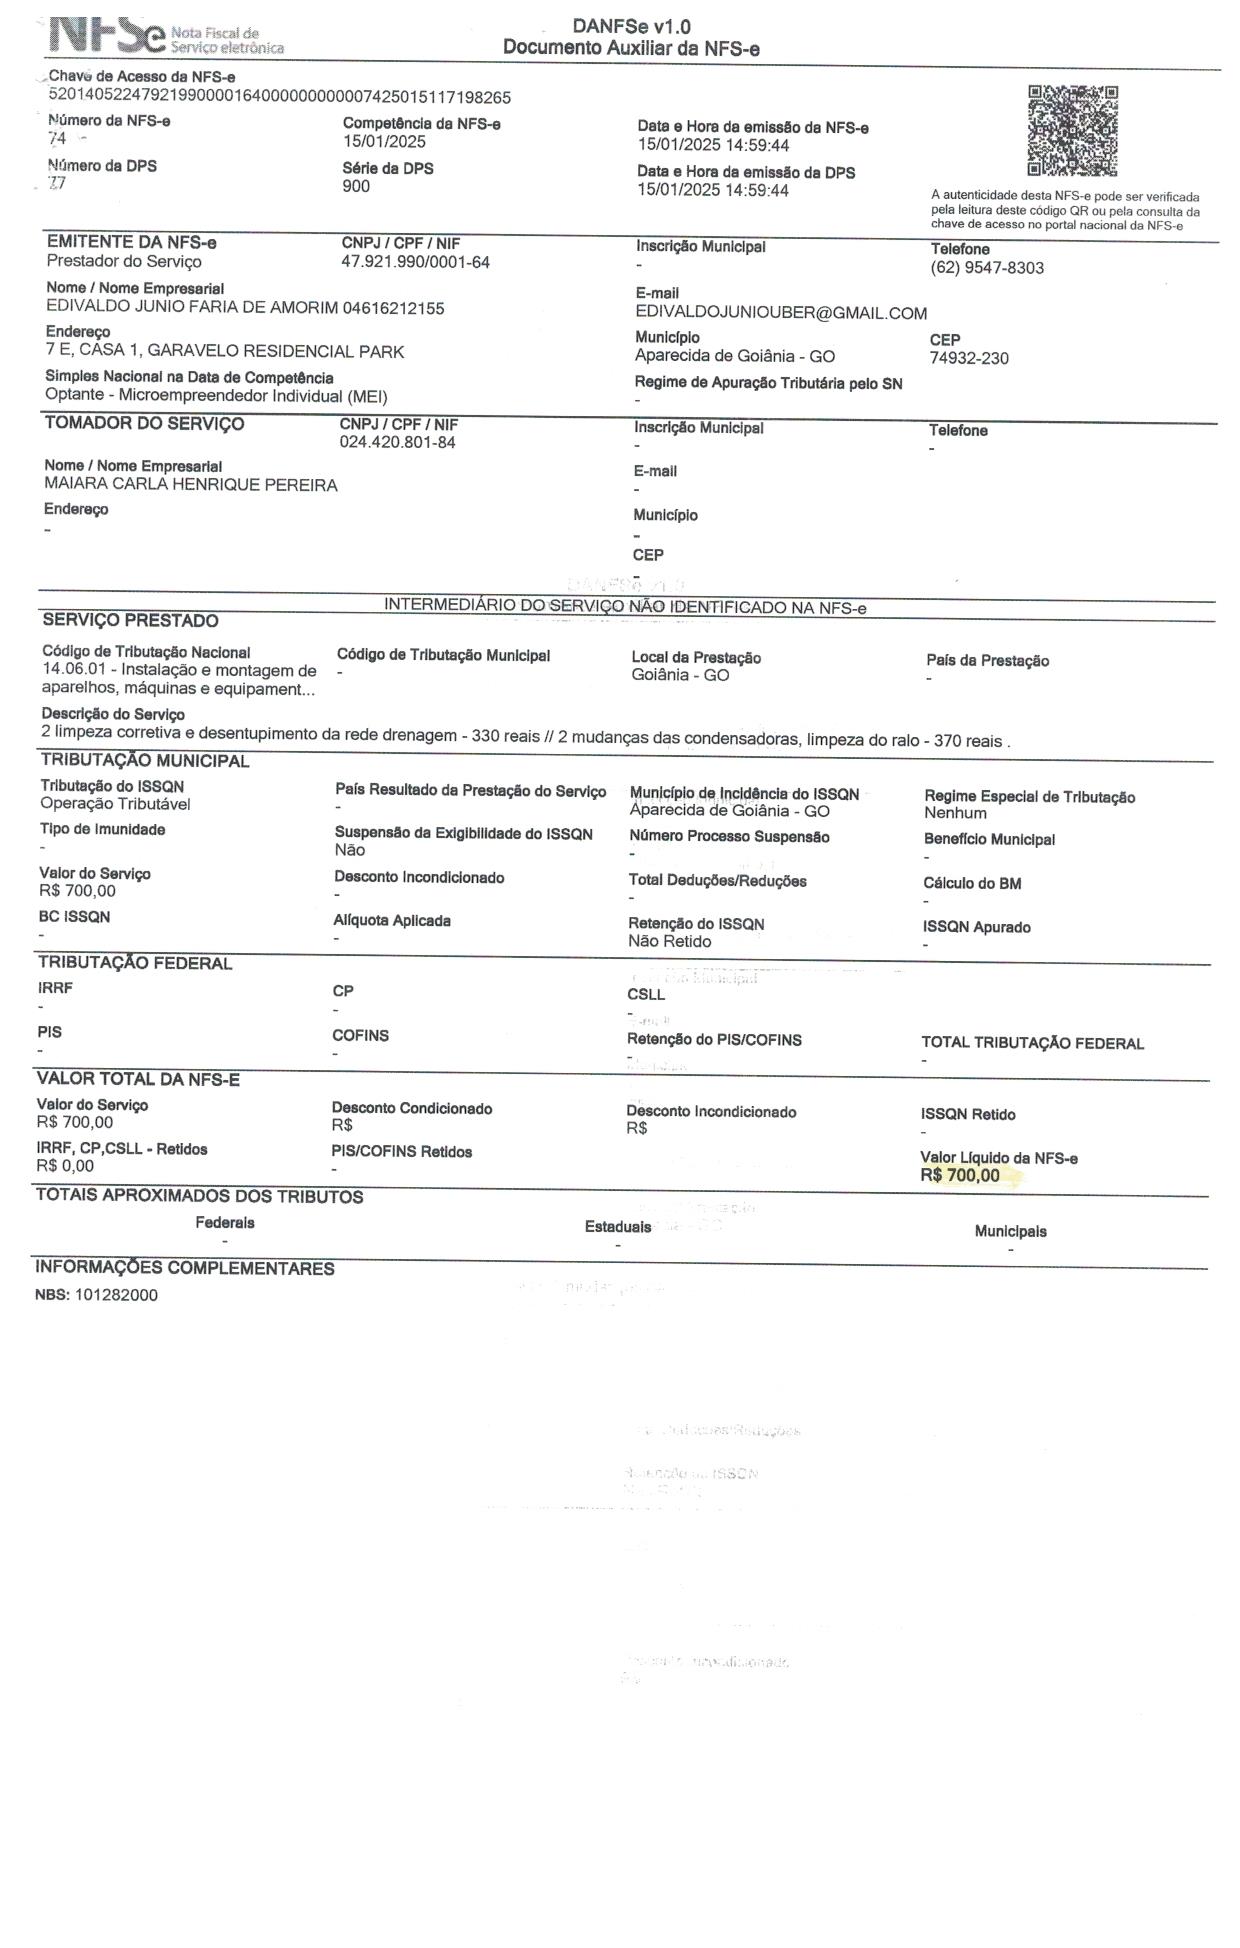 NFSe Nota Fiscal de
Serviço eletrônica
DANFSe v1.0
Documento Auxiliar da NFS-e
Chave de Acesso da NFS-e
52014052247921990000164000000000007425015117198265
Número da NFS-e
74
Competência da NFS-e
15/01/2025
Data e Hora da emissão da NFS-e
15/01/2025 14:59:44
Número da DPS
77
Série da DPS
900
Data e Hora da emissão da DPS
15/01/2025 14:59:44
A autenticidade desta NFS-e pode ser verificada
pela leitura deste código QR ou pela consulta da
chave de acesso no portal nacional da NFS-e
EMITENTE DA NFS-e
Prestador do Serviço
CNPJ / CPF / NIF
47.921.990/0001-64
Inscrição Municipal
-
Telefone
(62) 9547-8303
Nome / Nome Empresarial
EDIVALDO JUNIO FARIA DE AMORIM 04616212155
E-mail
EDIVALDOJUNIOUBER@GMAIL.COM
Endereço
7 E, CASA 1, GARAVELO RESIDENCIAL PARK
Município
Aparecida de Goiânia - GO
CEP
74932-230
Simples Nacional na Data de Competência
Optante - Microempreendedor Individual (MEI)
Regime de Apuração Tributária pelo SN
-
TOMADOR DO SERVIÇO
CNPJ / CPF / NIF
024.420.801-84
Inscrição Municipal
-
Telefone
-
Nome / Nome Empresarial
MAIARA CARLA HENRIQUE PEREIRA
E-mail
-
Endereço
-
Município
-
CEP
-
DANFSe v1.0
INTERMEDIÁRIO DO SERVIÇO NÃO IDENTIFICADO NA NFS-e
SERVIÇO PRESTADO
Código de Tributação Nacional
14.06.01 - Instalação e montagem de
aparelhos, máquinas e equipament...
Código de Tributação Municipal
-
Local da Prestação
Goiânia - GO
País da Prestação
-
Descrição do Serviço
2 limpeza corretiva e desentupimento da rede drenagem - 330 reais // 2 mudanças das condensadoras, limpeza do ralo - 370 reais .
TRIBUTAÇÃO MUNICIPAL
Tributação do ISSQN
Operação Tributável
País Resultado da Prestação do Serviço
-
Município de Incidência do ISSQN
Aparecida de Goiânia - GO
Regime Especial de Tributação
Nenhum
Tipo de Imunidade
-
Suspensão da Exigibilidade do ISSQN
Não
Número Processo Suspensão
-
Benefício Municipal
-
Valor do Serviço
R$ 700,00
Desconto Incondicionado
-
Total Deduções/Reduções
-
Cálculo do BM
-
BC ISSQN
-
Alíquota Aplicada
-
Retenção do ISSQN
Não Retido
ISSQN Apurado
-
TRIBUTAÇÃO FEDERAL
IRRF
-
CP
-
CSLL
-
PIS
-
COFINS
-
Retenção do PIS/COFINS
-
TOTAL TRIBUTAÇÃO FEDERAL
-
VALOR TOTAL DA NFS-E
Valor do Serviço
R$ 700,00
Desconto Condicionado
R$
Desconto Incondicionado
R$
ISSQN Retido
-
IRRF, CP,CSLL - Retidos
R$ 0,00
PIS/COFINS Retidos
-
Valor Líquido da NFS-e
R$ 700,00
TOTAIS APROXIMADOS DOS TRIBUTOS
Federais
-
Estaduais
-
Municipais
-
INFORMAÇÕES COMPLEMENTARES
NBS: 101282000